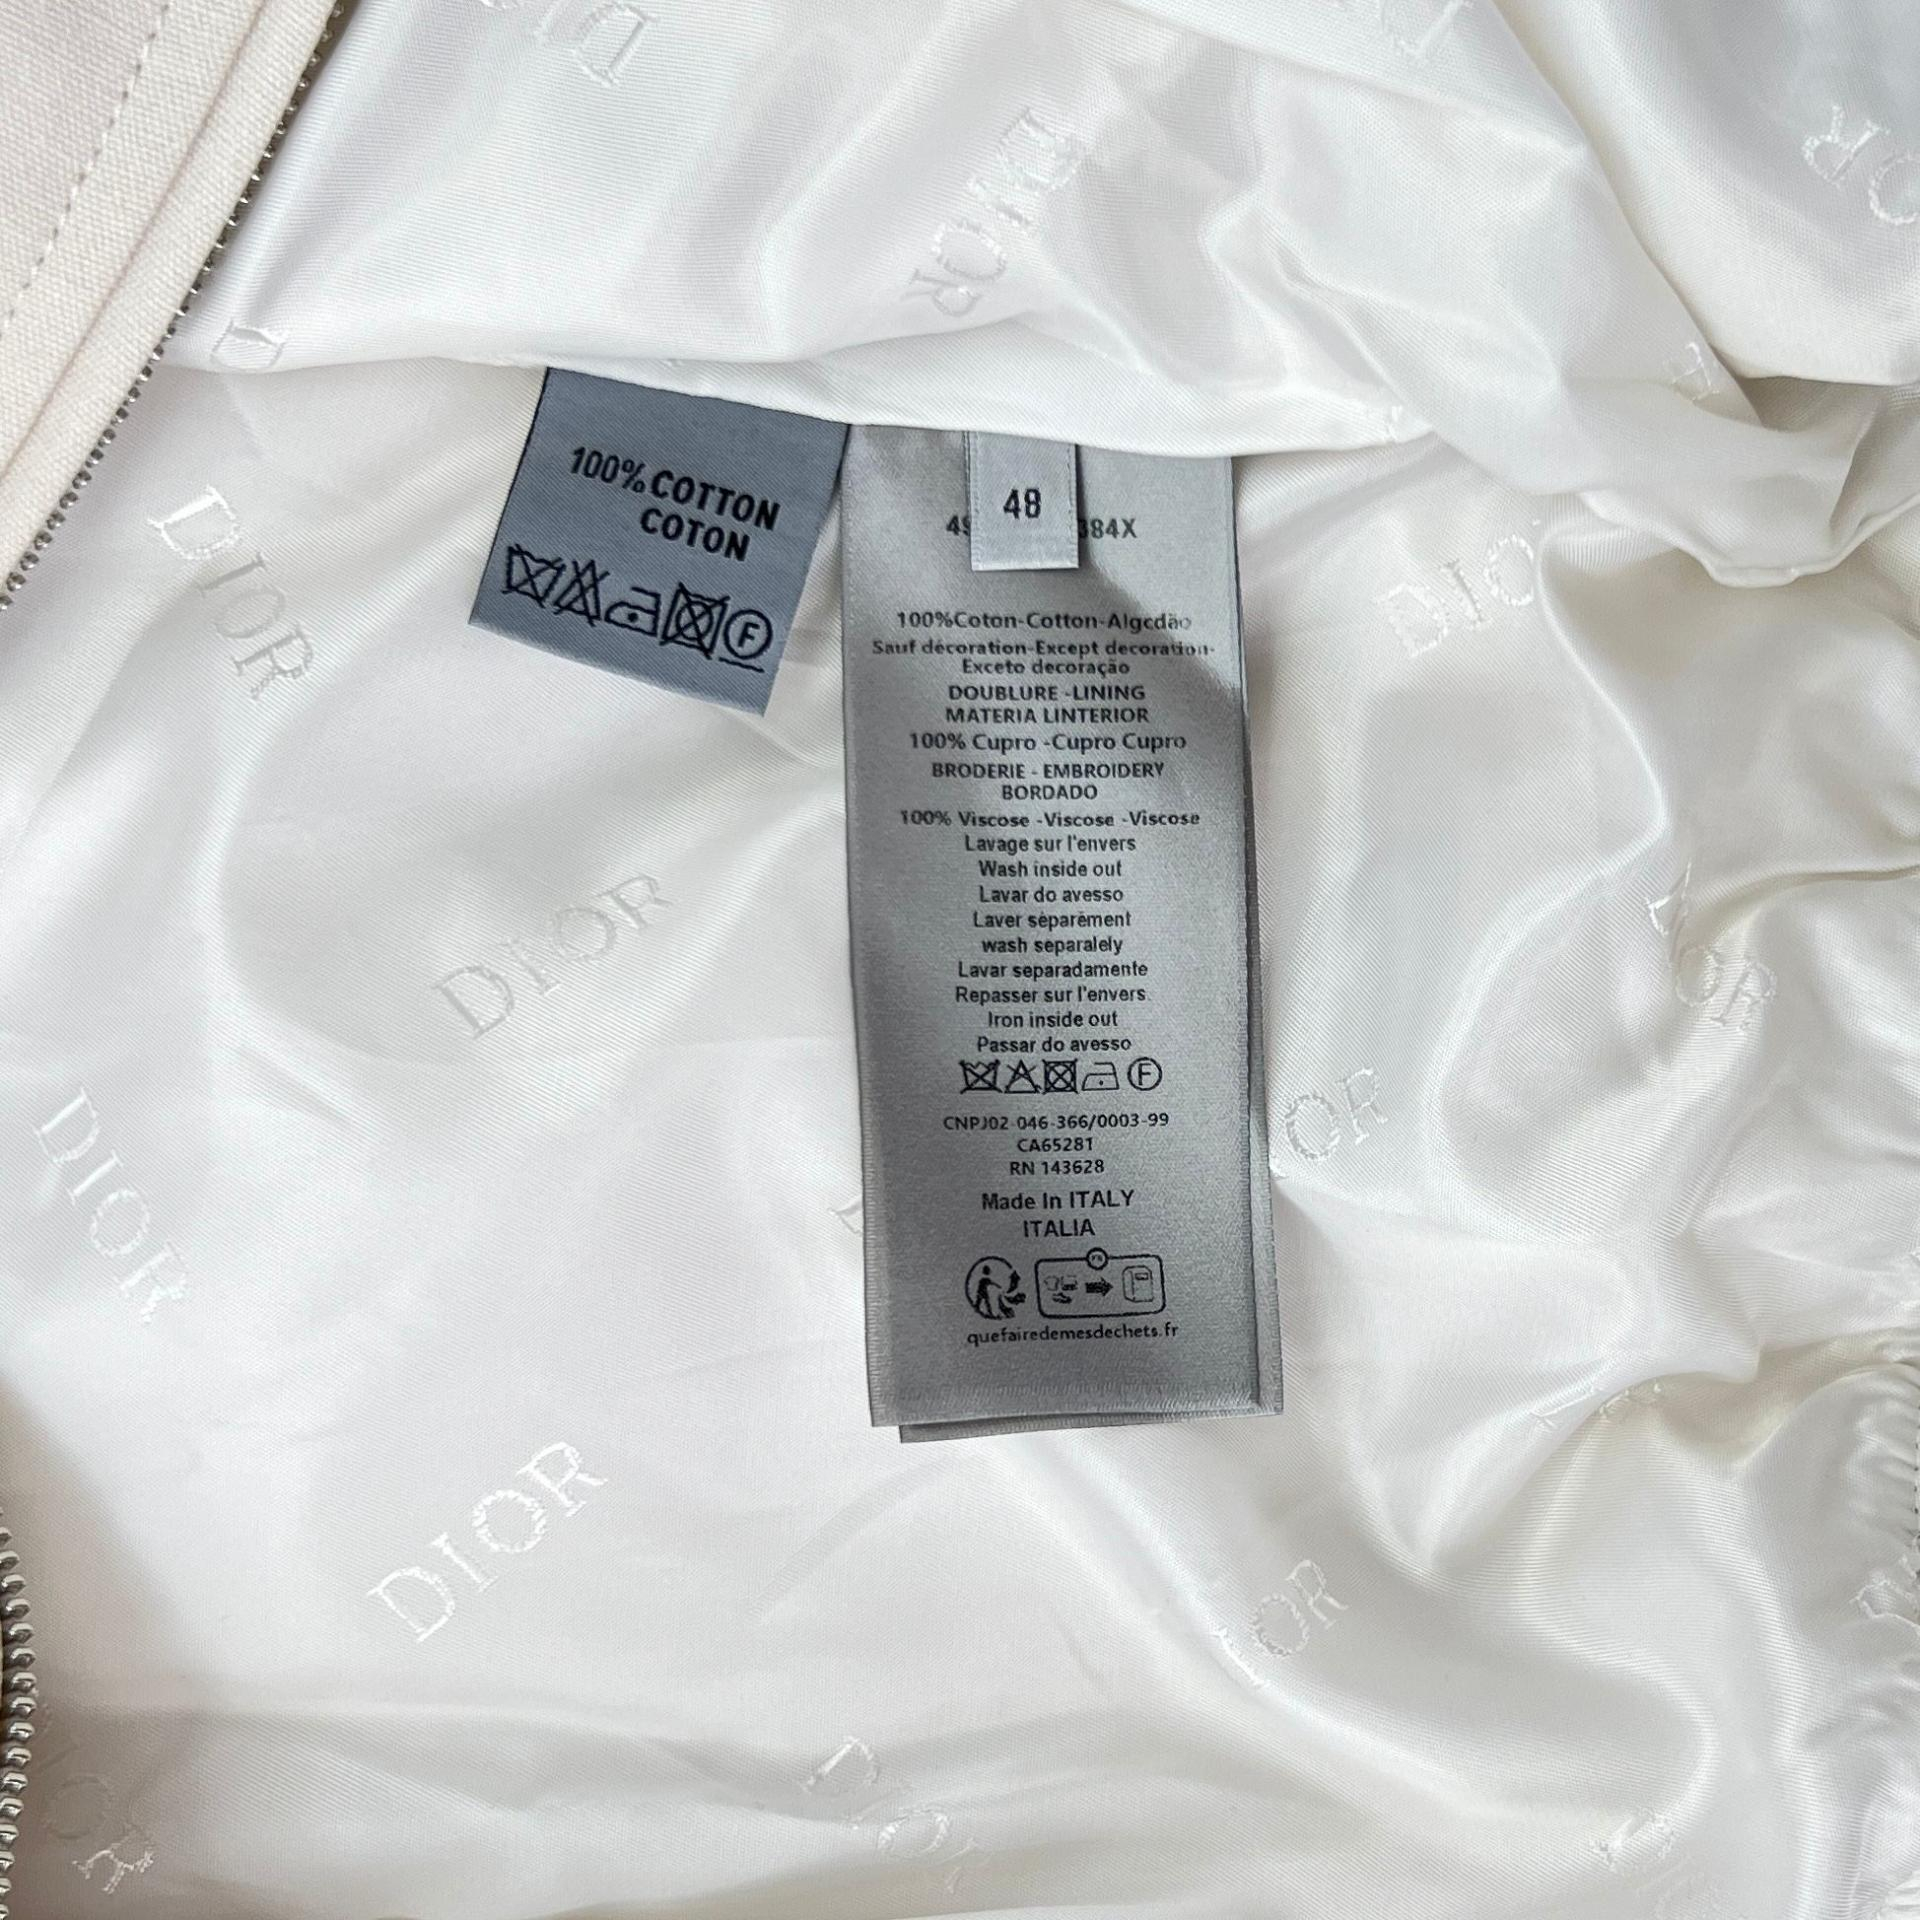 DIOR
100%COTTON
COTON
F
48
384X
100%Coton-Cotton-Algcdão
Sauf décoration-Except decoration-
Exceto decoração
DOUBLURE -LINING
MATERIA LINTERIOR
100% Cupro -Cupro Cupro
BRODERIE - EMBROIDERY
BORDADO
100% Viscose -Viscose -Viscose
Lavage sur l'envers
Wash inside out
Lavar do avesso
Laver sėparément
wash separalely
Lavar separadamente
Repasser sur l'envers.
Iron inside out
Passar do avesso
F
CNPJ02-046-366/0003-99
CA65281
RN 143628
Made In ITALY
ITALIA
quefairedemesdechets.fr
DIOR
DIOR
DIOR
DIOR
DIOR